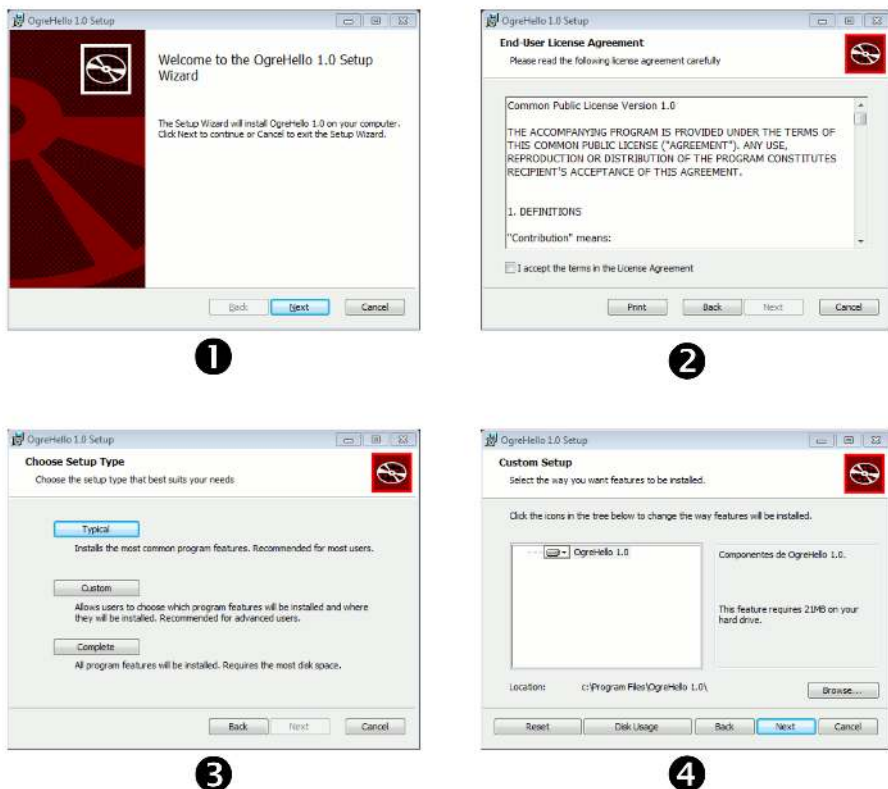 OgreHello 1.0 Setup
Welcome to the OgreHello 1.0 Setup
Wizard
The Setup Wizard will install OgreHello 1.0 on your computer.
Click Next to continue or Cancel to exit the Setup Wizard.
Back Next Cancel
1
OgreHello 1.0 Setup
End-User License Agreement
Please read the following license agreement carefully
Common Public License Version 1.0
THE ACCOMPANYING PROGRAM IS PROVIDED UNDER THE TERMS OF
THIS COMMON PUBLIC LICENSE ("AGREEMENT"). ANY USE,
REPRODUCTION OR DISTRIBUTION OF THE PROGRAM CONSTITUTES
RECIPIENT'S ACCEPTANCE OF THIS AGREEMENT.
1. DEFINITIONS
"Contribution" means:
I accept the terms in the License Agreement
Print Back Next Cancel
2
OgreHello 1.0 Setup
Choose Setup Type
Choose the setup type that best suits your needs
Typical
Installs the most common program features. Recommended for most users.
Custom
Allows users to choose which program features will be installed and where
they will be installed. Recommended for advanced users.
Complete
All program features will be installed. Requires the most disk space.
Back Next Cancel
3
OgreHello 1.0 Setup
Custom Setup
Select the way you want features to be installed.
Click the icons in the tree below to change the way features will be installed.
OgreHello 1.0
Componentes de OgreHello 1.0.
This feature requires 21MB on your
hard drive.
Location: c:\Program Files\OgreHello 1.0\
Browse...
Reset Disk Usage Back Next Cancel
4